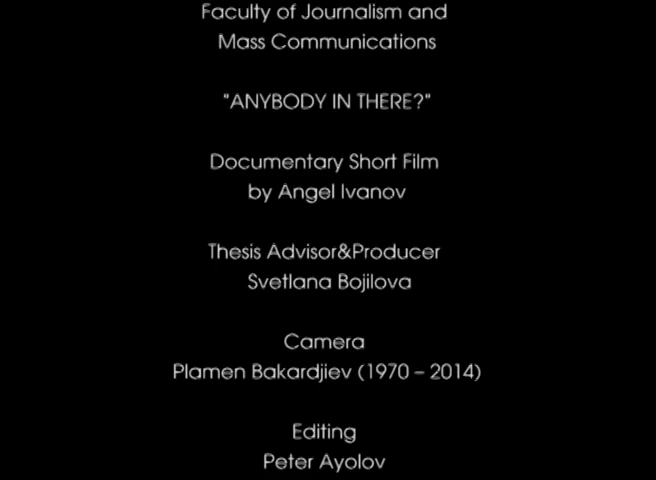 Faculty of Journalism and
Mass Communications
"ANYBODY IN THERE?"
Documentary Short Film
by Angel Ivanov
Thesis Advisor&Producer
Svetlana Bojilova
Camera
Plamen Bakardjiev (1970 – 2014)
Editing
Peter Ayolov